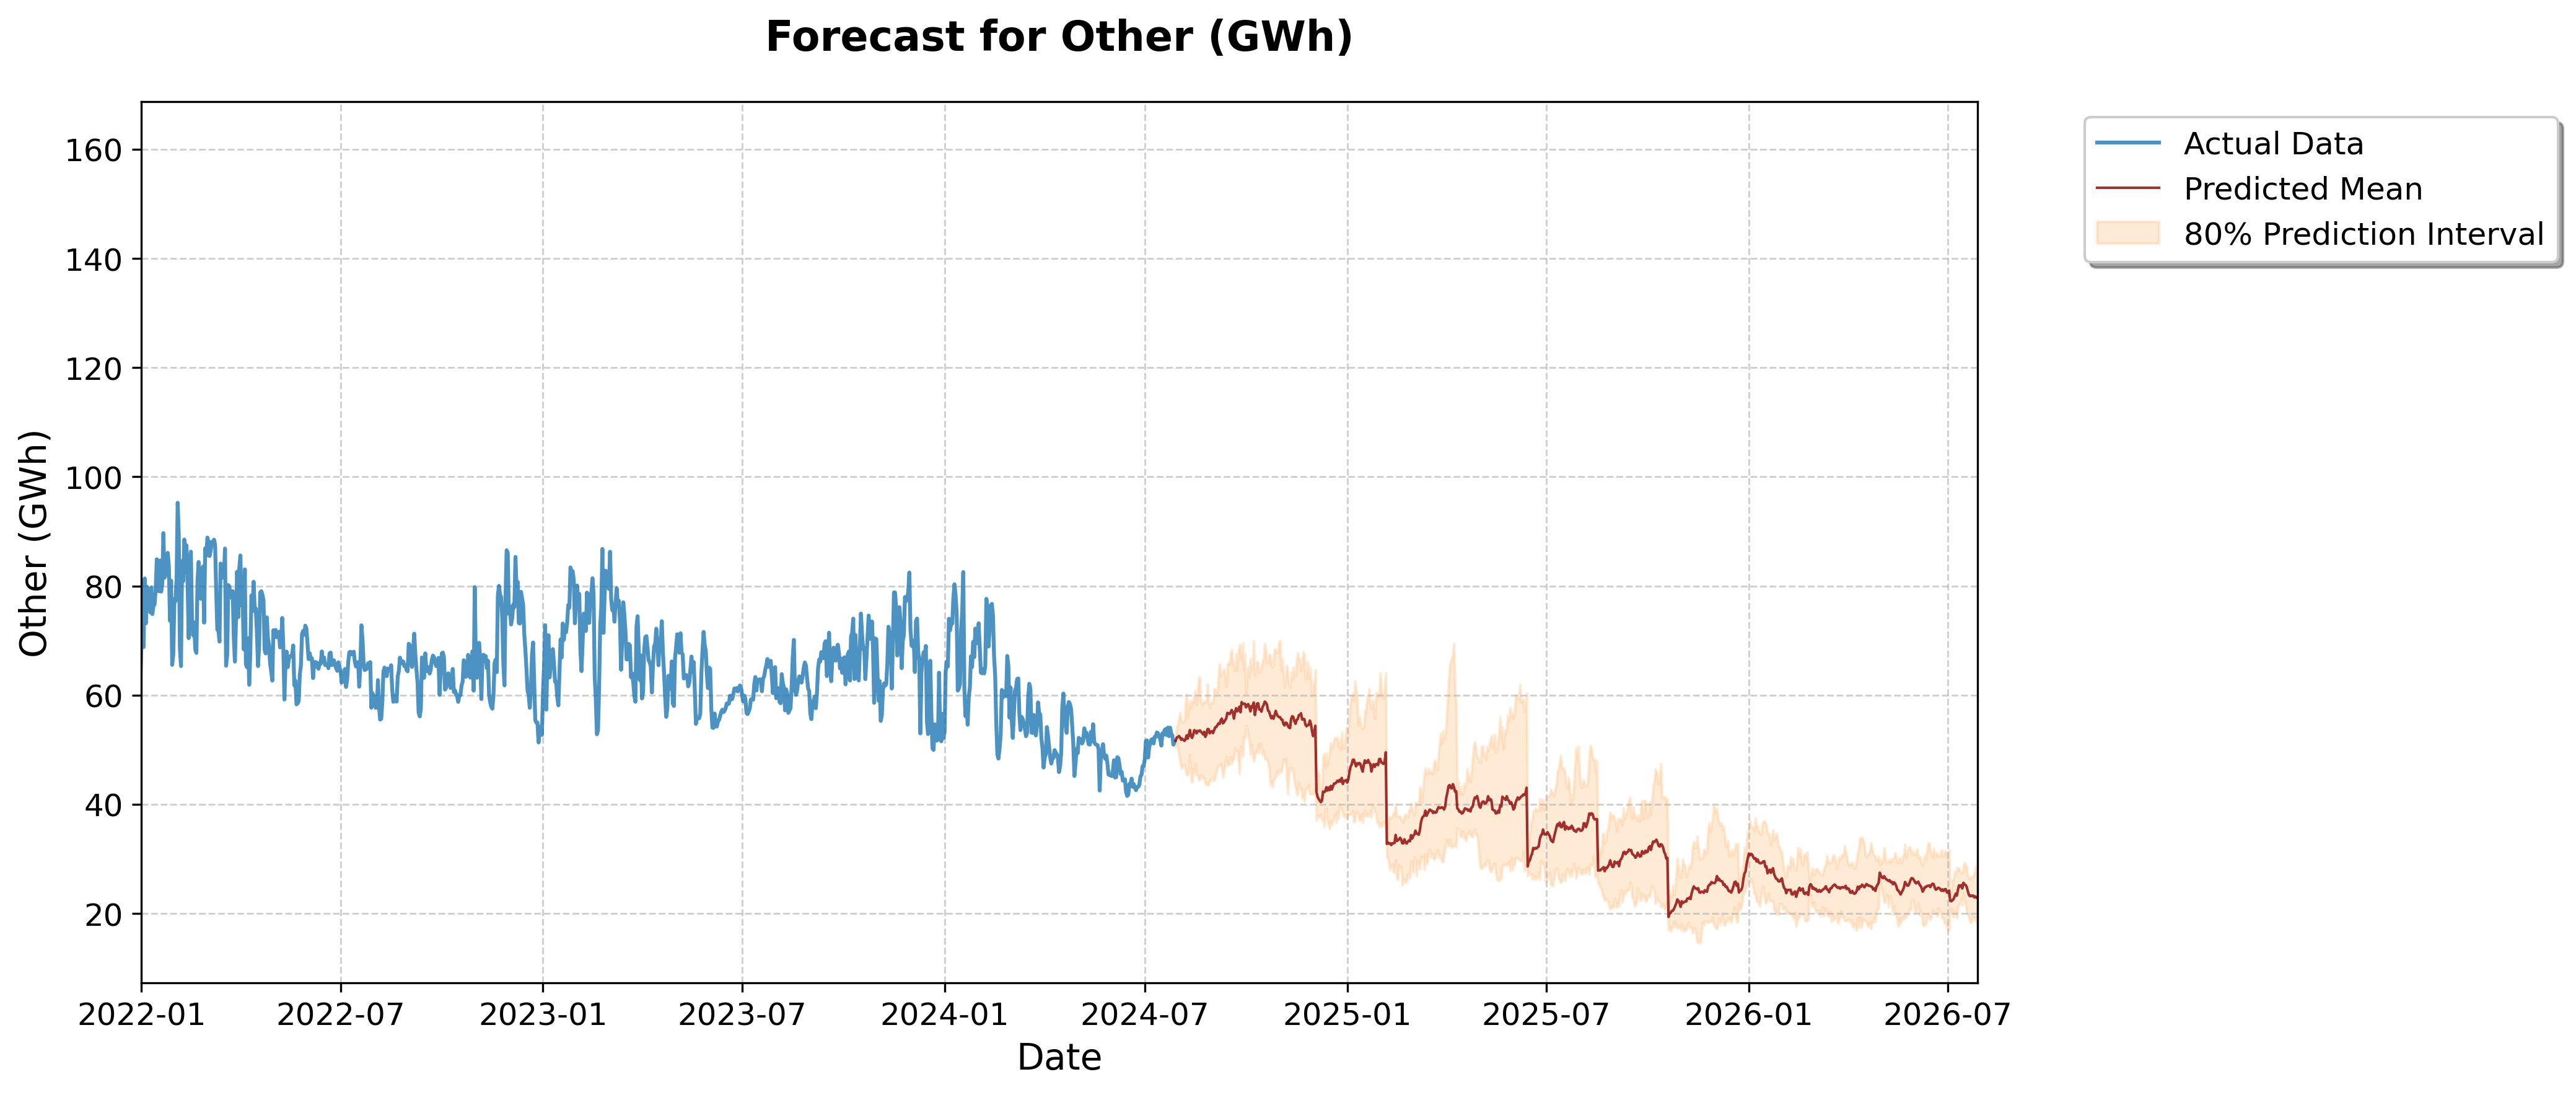 Forecast for Other (GWh)
Actual Data
Predicted Mean
80% Prediction Interval
160
140
120
100
80
60
40
20
Other (GWh)
2022-01 2022-07 2023-01 2023-07 2024-01 2024-07 2025-01 2025-07 2026-01 2026-07
Date